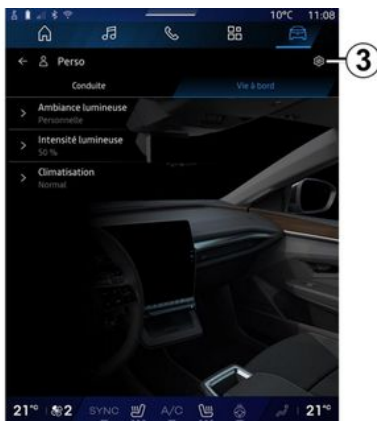 10°C 11:08
← Perso
3
Conduite Vie à bord
> Ambiance lumineuse
Personnelle
> Intensité lumineuse
50 %
> Climatisation
Normal
21°° 2 SYNC A/C 21°°